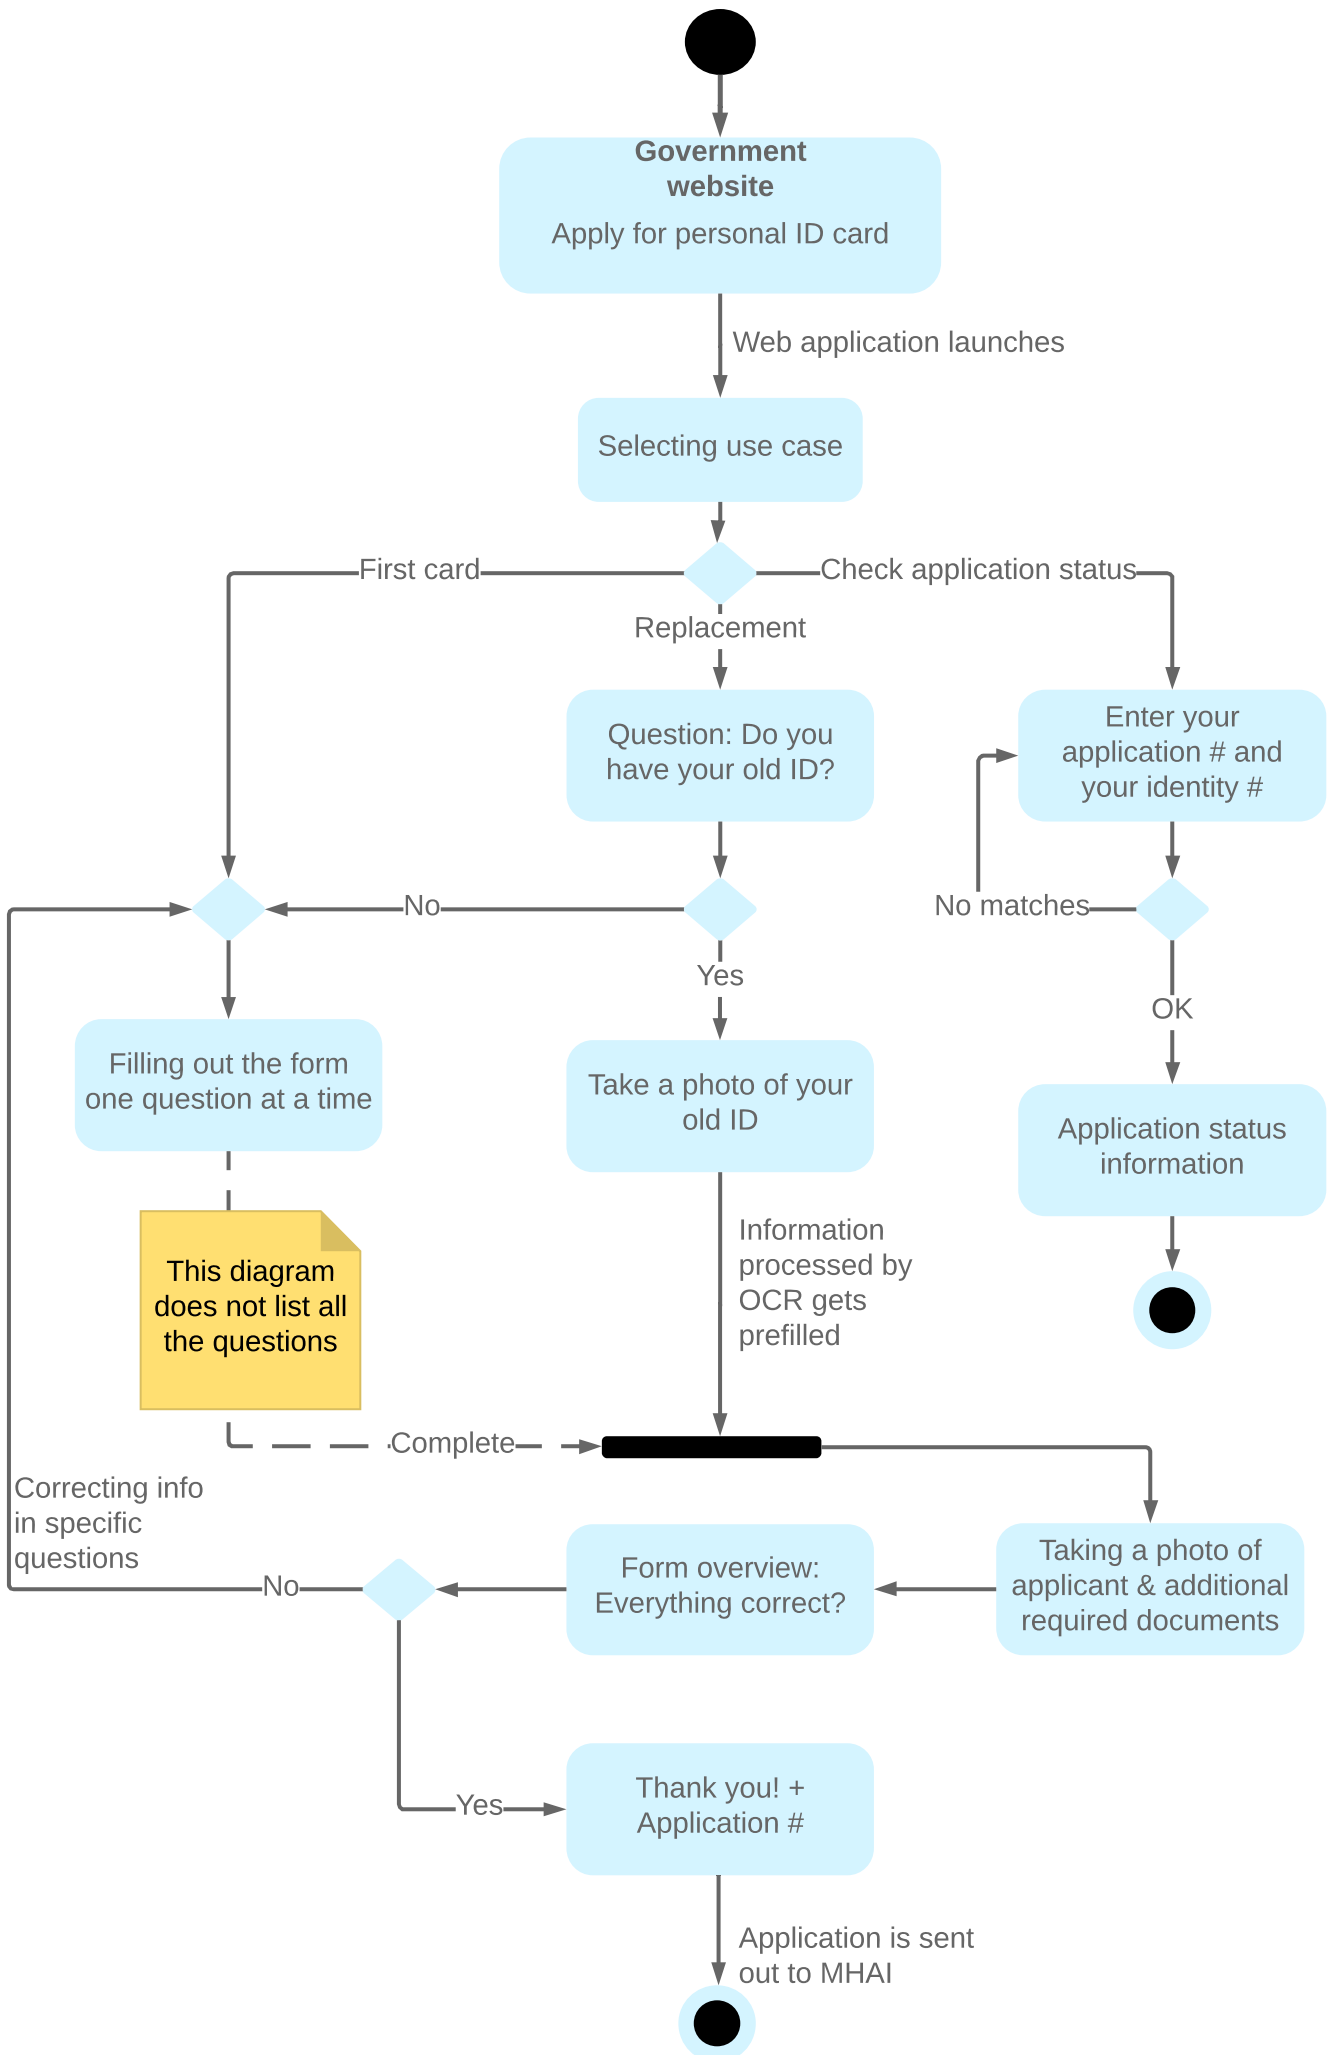 Government
website
Apply for personal ID card
Web application launches
Selecting use case
First card
Check application status
Replacement
Question: Do you
have your old ID?
Enter your
application # and
your identity #
No
No matches
Yes
OK
Filling out the form
one question at a time
Take a photo of your
old ID
Application status
information
This diagram
does not list all
the questions
Information
processed by
OCR gets
prefilled
Complete
Correcting info
in specific
questions
No
Form overview:
Everything correct?
Taking a photo of
applicant & additional
required documents
Yes
Thank you! +
Application #
Application is sent
out to MHAI